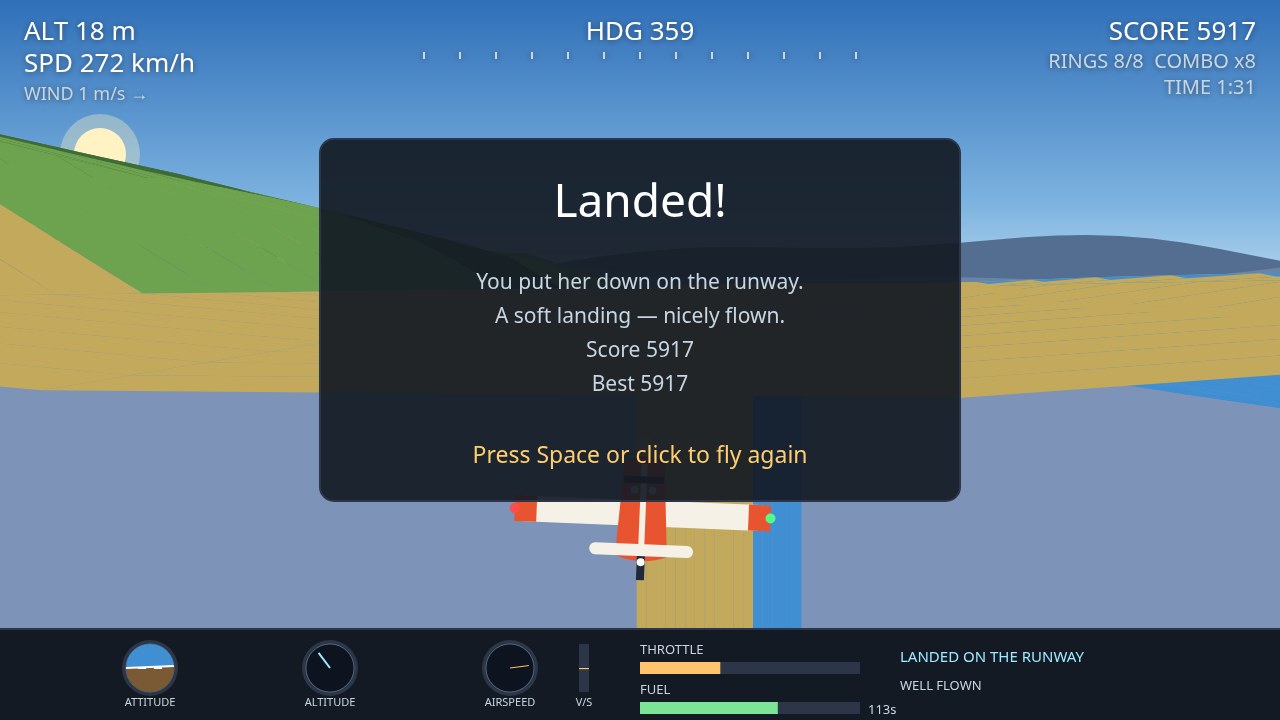 ALT 18 m
SPD 272 km/h
WIND 1 m/s →
HDG 359
SCORE 5917
RINGS 8/8 COMBO x8
TIME 1:31
Landed!
You put her down on the runway.
A soft landing — nicely flown.
Score 5917
Best 5917
Press Space or click to fly again
ATTITUDE
ALTITUDE
AIRSPEED
V/S
THROTTLE
FUEL
113s
LANDED ON THE RUNWAY
WELL FLOWN